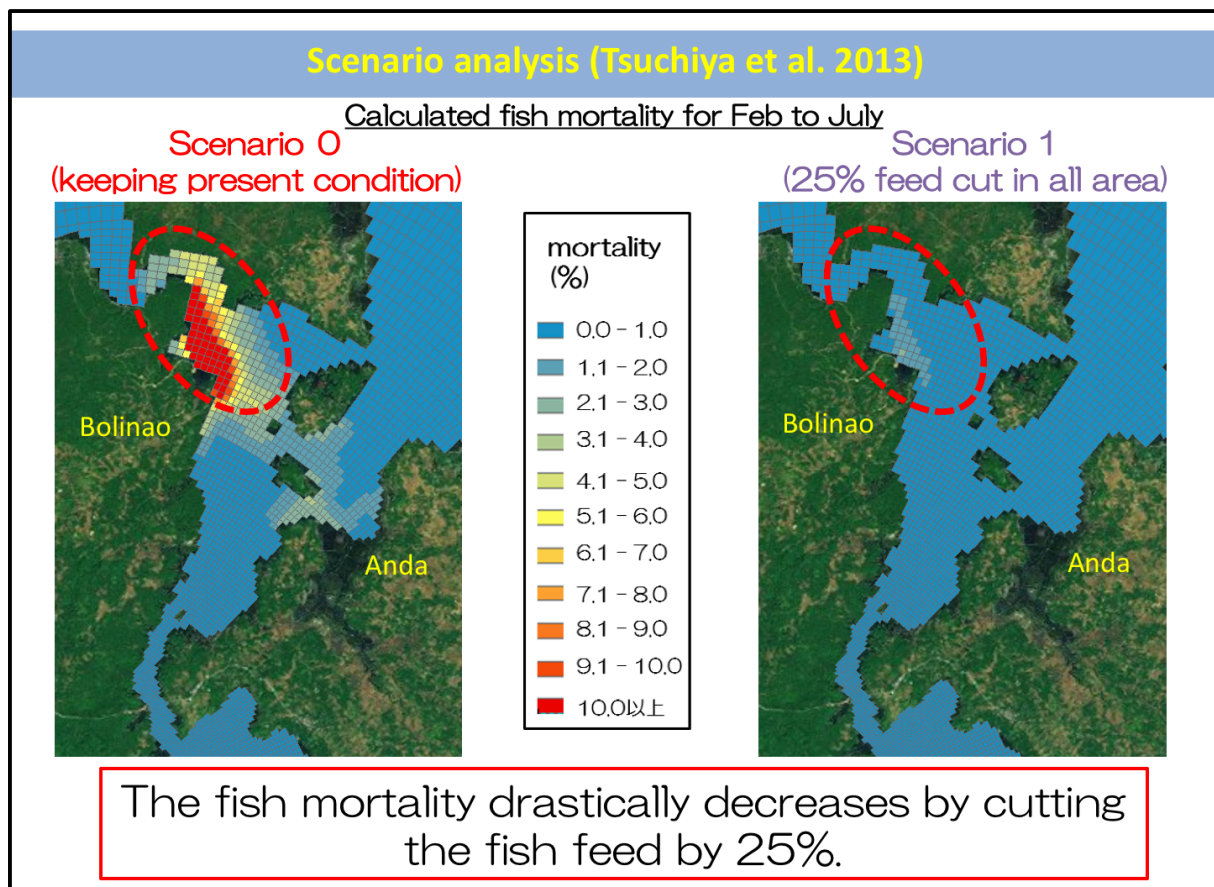 Scenario analysis (Tsuchiya et al. 2013)
Calculated fish mortality for Feb to July
Scenario 0
(keeping present condition)
Scenario 1
(25% feed cut in all area)
mortality
(%)
0.0 - 1.0
1.1 - 2.0
2.1 - 3.0
3.1 - 4.0
4.1 - 5.0
5.1 - 6.0
6.1 - 7.0
7.1 - 8.0
8.1 - 9.0
9.1 - 10.0
10.0以上
Bolinao
Anda
Bolinao
Anda
The fish mortality drastically decreases by cutting
the fish feed by 25%.